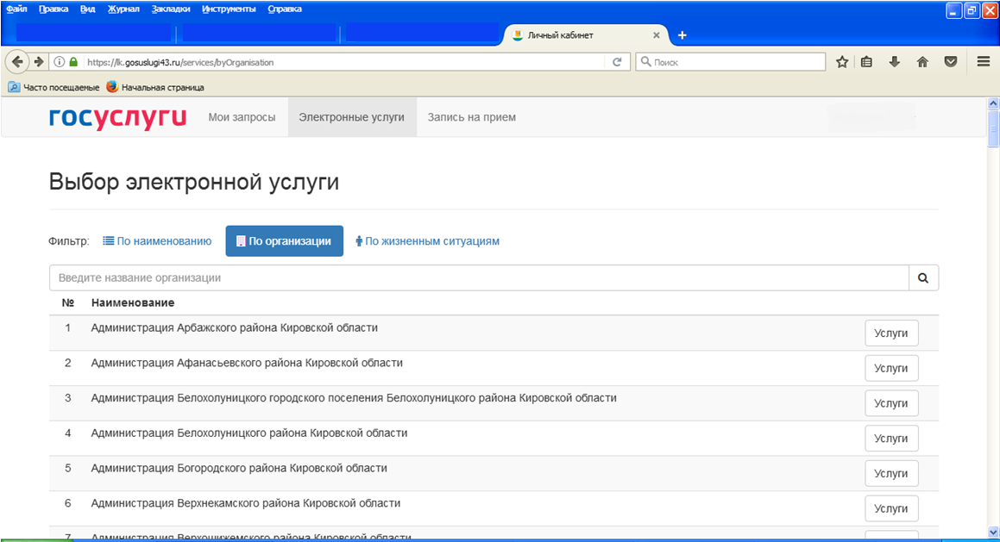 Файл Правка Вид Журнал Закладки Инструменты Справка
Личный кабинет
https://lk.gosuslugi43.ru/services/byOrganisation
Поиск
Часто посещаемые Начальная страница
госуслуги Мои запросы Электронные услуги Запись на прием
Выбор электронной услуги
Фильтр: По наименованию По организации По жизненным ситуациям
Введите название организации
№ Наименование
1 Администрация Арбажского района Кировской области Услуги
2 Администрация Афанасьевского района Кировской области Услуги
3 Администрация Белохолуницкого городского поселения Белохолуницкого района Кировской области Услуги
4 Администрация Белохолуницкого района Кировской области Услуги
5 Администрация Богородского района Кировской области Услуги
6 Администрация Верхнекамского района Кировской области Услуги
7 Администрация Верхошижемского района Кировской области